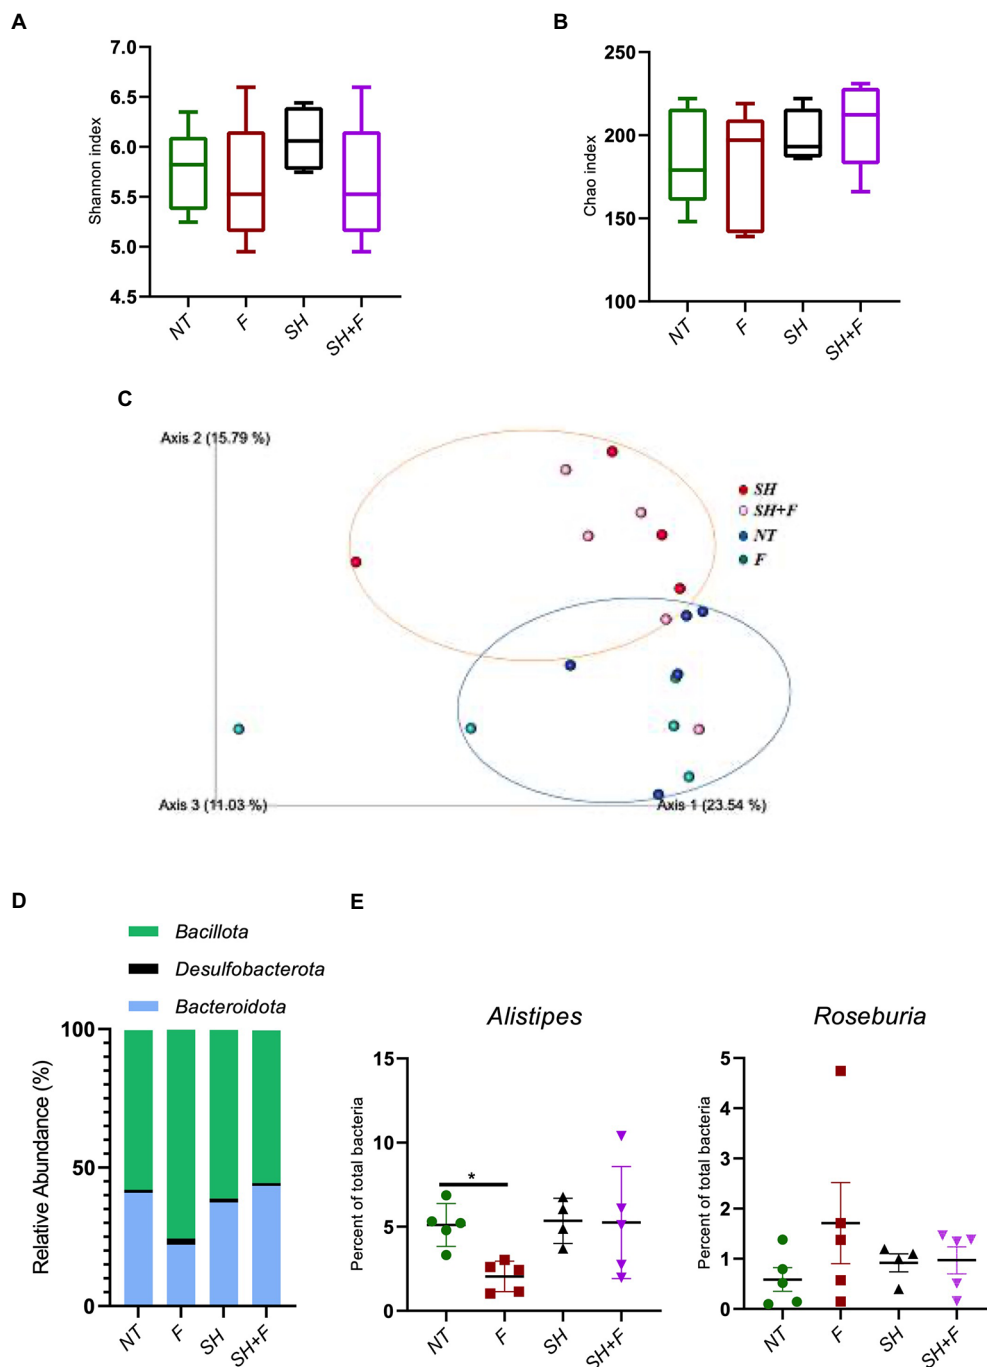 A
7.0
6.5
6.0
5.5
5.0
4.5
Shannon index
NT
F
SH
SH+F
B
250
200
150
100
Chao index
NT
F
SH
SH+F
C
Axis 2 (15.79 %)
SH
SH+F
NT
F
Axis 3 (11.03 %)
Axis 1 (23.54 %)
D
Bacillota
Desulfobacterota
Bacteroidota
100
50
0
Relative Abundance (%)
NT
F
SH
SH+F
E
Alistipes
15
10
5
0
Percent of total bacteria
*
NT
F
SH
SH+F
Roseburia
5
4
3
2
1
0
Percent of total bacteria
NT
F
SH
SH+F